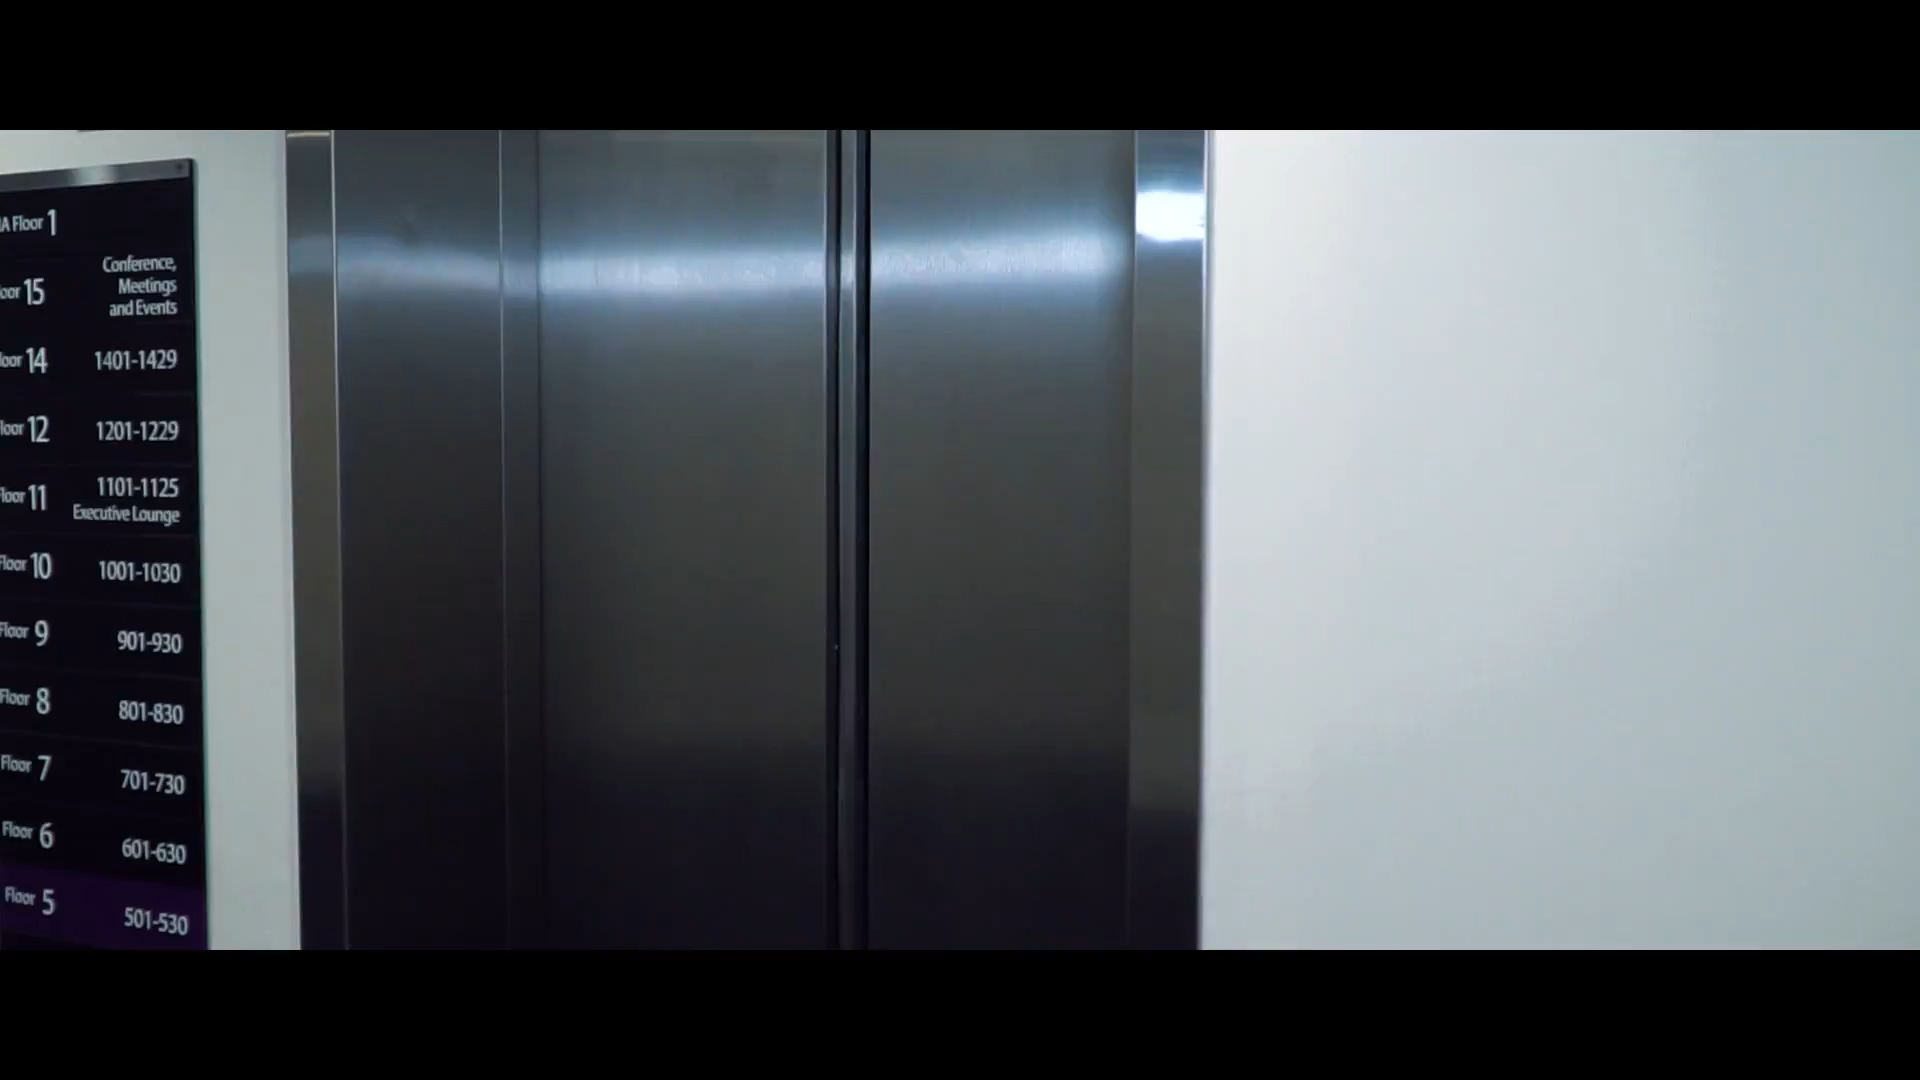 A Floor 1
Conference,
oor 15 Meetings
and Events
loor 14 1401-1429
loor 12 1201-1229
1101-1125
Floor 11 Executive Lounge
Floor 10 1001-1030
Floor 9 901-930
Floor 8 801-830
Floor 7 701-730
Floor 6 601-630
Floor 5 501-530